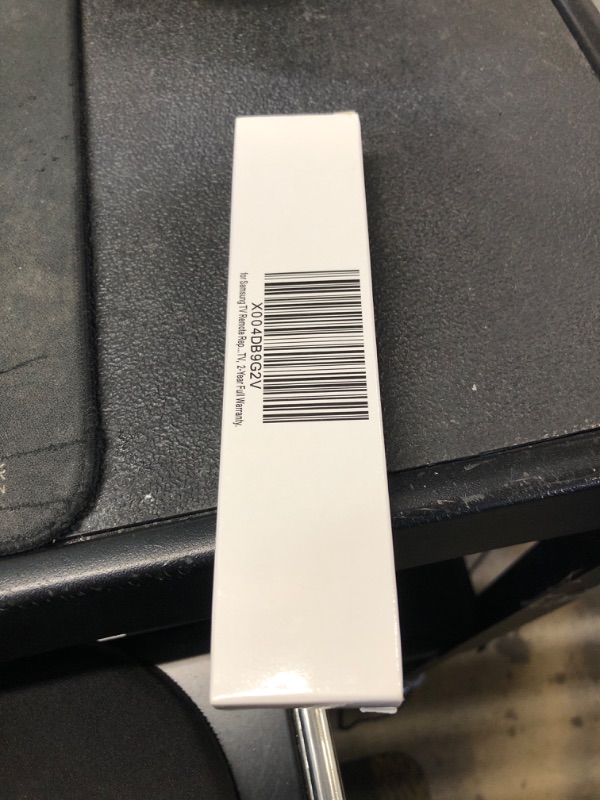 X004DB9G2V
for Samsung TV Remote Rep...TV, 2-Year Full Warranty.